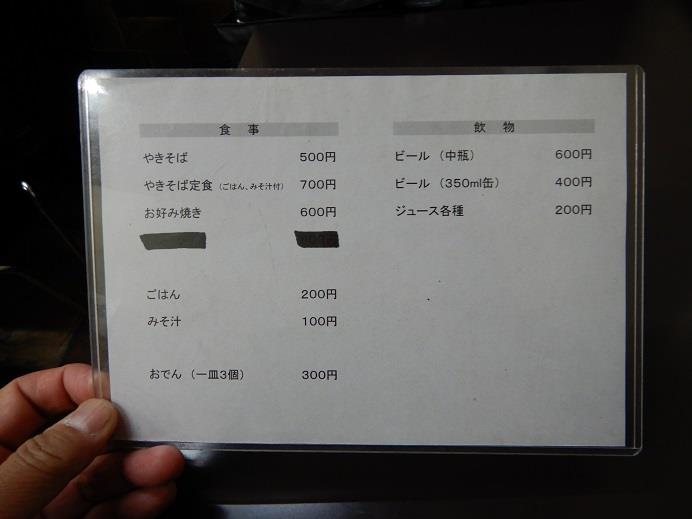 食 事
やきそば 500円
やきそば定食 (ごはん、みそ汁付) 700円
お好み焼き 600円
ごはん 200円
みそ汁 100円
おでん (一皿3個) 300円
飲 物
ビール (中瓶) 600円
ビール (350ml缶) 400円
ジュース各種 200円